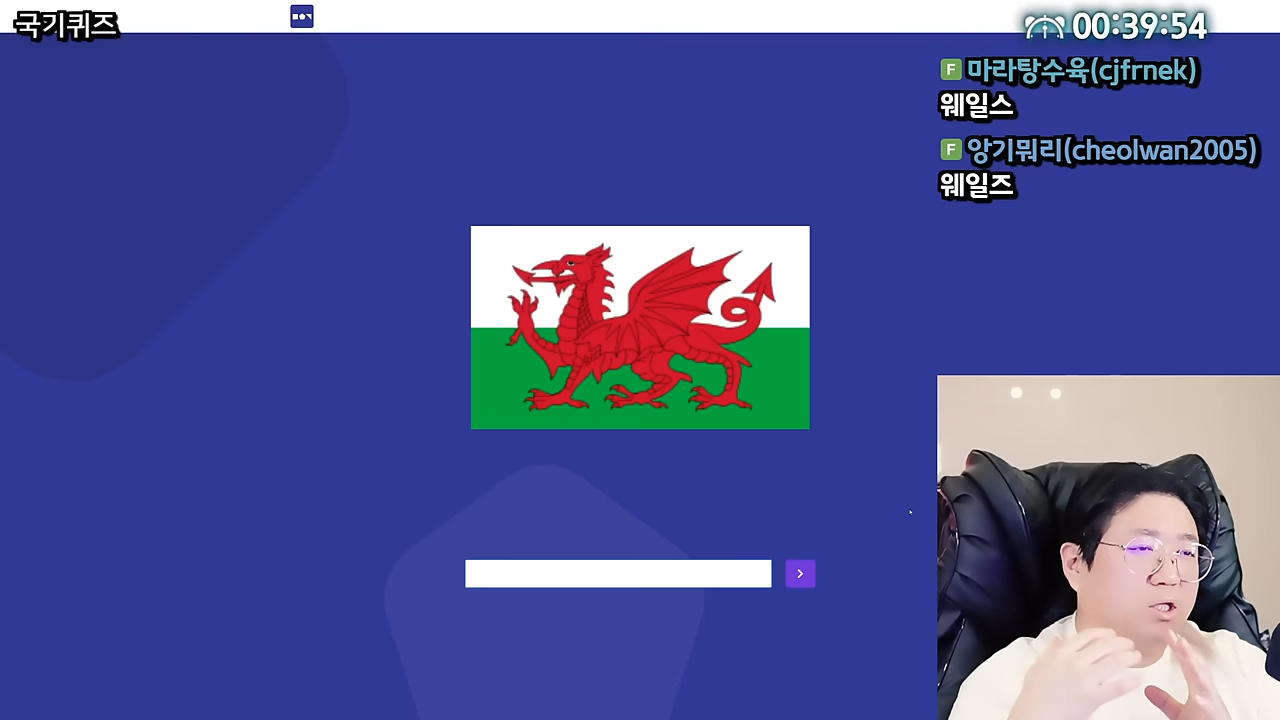 국기퀴즈
00:39:54
F 마라탕수육(cjfrnek)
웨일스
F 앙기뭐리(cheolwan2005)
웨일즈